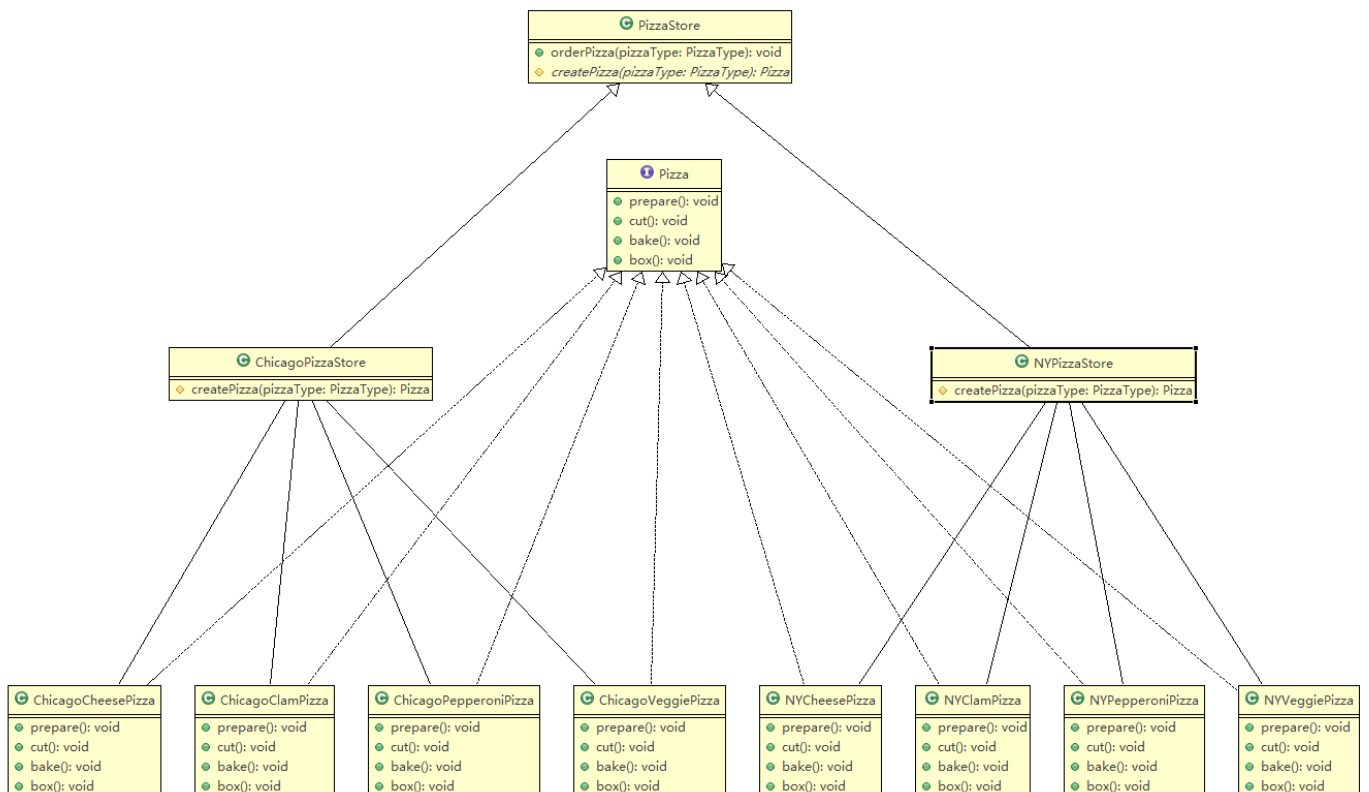 PizzaStore
orderPizza(pizzaType: PizzaType): void
createPizza(pizzaType: PizzaType): Pizza
Pizza
prepare(): void
cut(): void
bake(): void
box(): void
ChicagoPizzaStore
createPizza(pizzaType: PizzaType): Pizza
NYPizzaStore
createPizza(pizzaType: PizzaType): Pizza
ChicagoCheesePizza
prepare(): void
cut(): void
bake(): void
box(): void
ChicagoClamPizza
prepare(): void
cut(): void
bake(): void
box(): void
ChicagoPepperoniPizza
prepare(): void
cut(): void
bake(): void
box(): void
ChicagoVeggiePizza
prepare(): void
cut(): void
bake(): void
box(): void
NYCheesePizza
prepare(): void
cut(): void
bake(): void
box(): void
NYClamPizza
prepare(): void
cut(): void
bake(): void
box(): void
NYPepperoniPizza
prepare(): void
cut(): void
bake(): void
box(): void
NYVeggiePizza
prepare(): void
cut(): void
bake(): void
box(): void